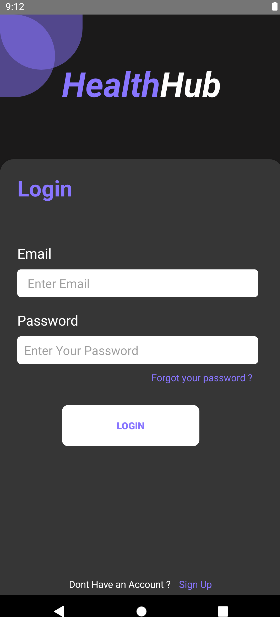 9:12
HealthHub
Login
Email
Enter Email
Password
Enter Your Password
Forgot your password ?
LOGIN
Dont Have an Account ? Sign Up